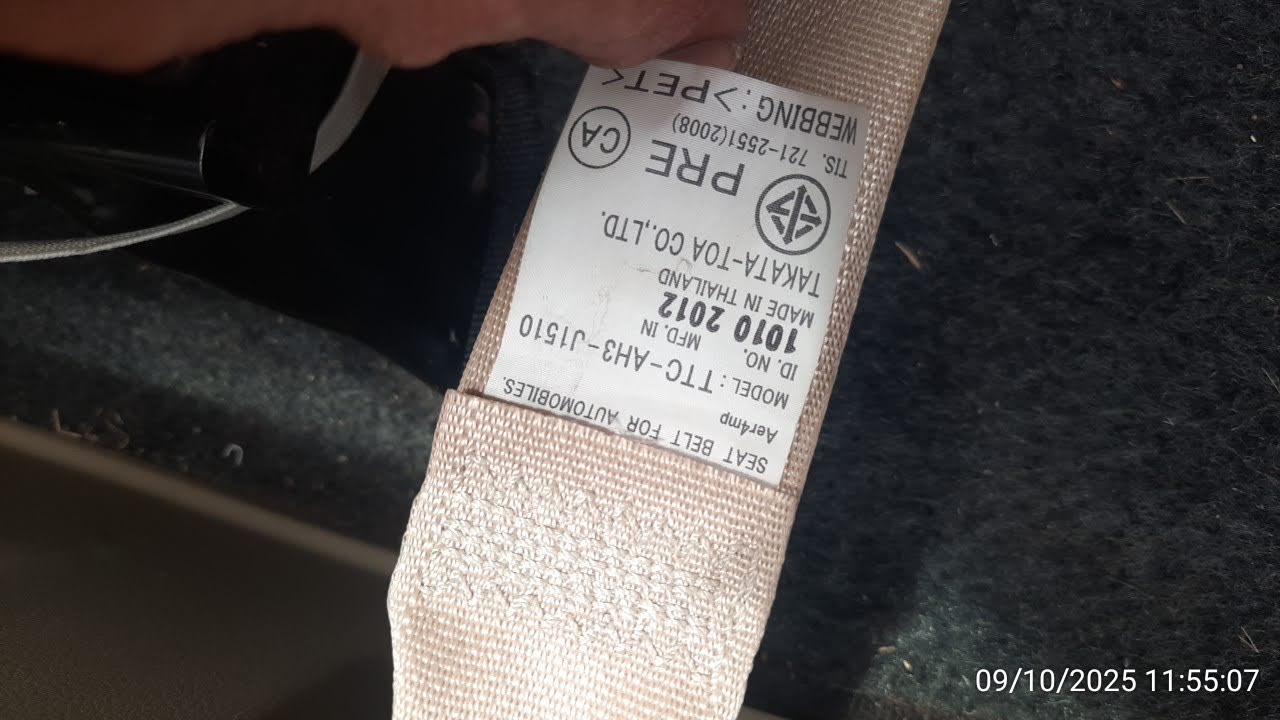 SEAT BELT FOR AUTOMOBILES.
Aer4mp
MODEL : TTC-AH3-J1510
ID. NO. MFD. IN
1010 2012
MADE IN THAILAND
TAKATA-TOA CO.,LTD.
PRE CA
TIS. 721-2551(2008)
WEBBING : >PET<
09/10/2025 11:55:07